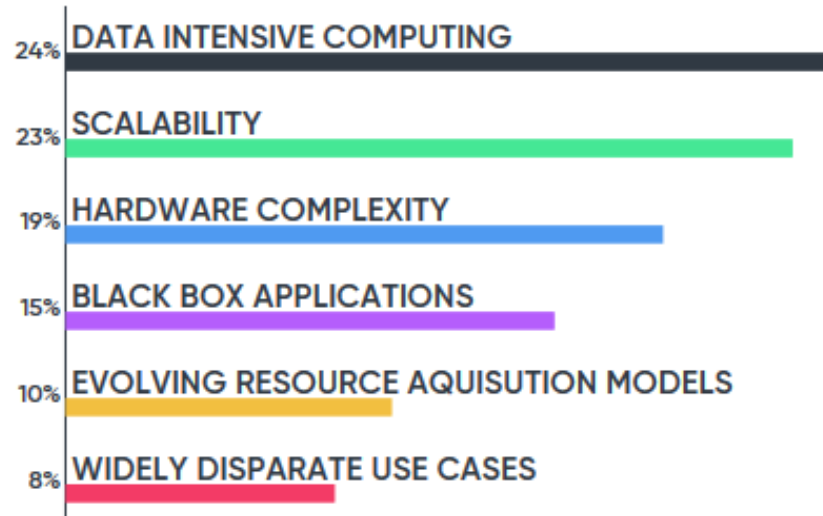 DATA INTENSIVE COMPUTING
24%
SCALABILITY
23%
HARDWARE COMPLEXITY
19%
BLACK BOX APPLICATIONS
15%
EVOLVING RESOURCE AQUISUTION MODELS
10%
WIDELY DISPARATE USE CASES
8%